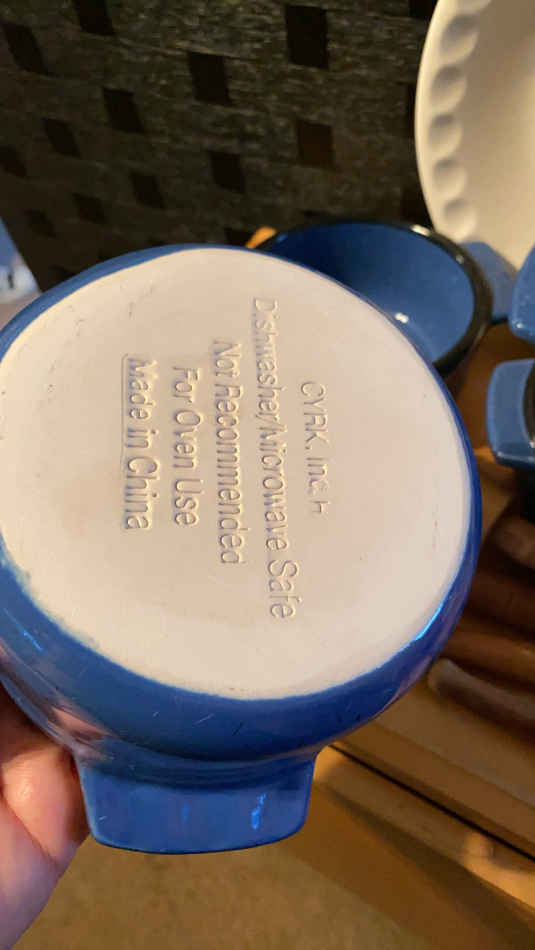 CYRK, Inc.
Dishwasher/Microwave Safe
Not Recommended
For Oven Use
Made in China